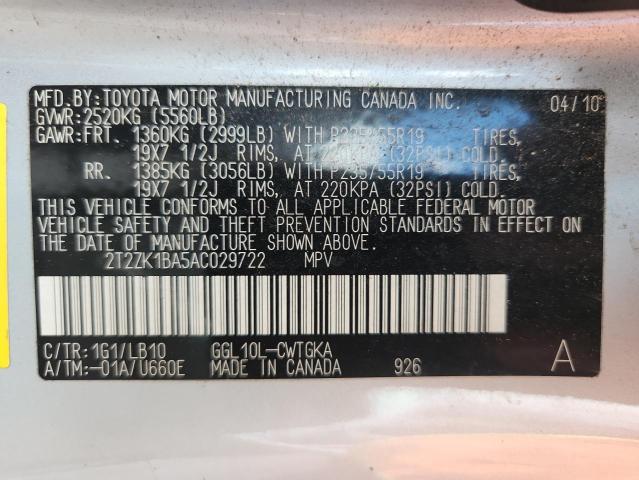 MFD.BY:TOYOTA MOTOR MANUFACTURING CANADA INC. 04/10
GVWR:2520KG (5560LB)
GAWR:FRT. 1360KG (2999LB) WITH P235/55R19 TIRES,
19X7 1/2J RIMS, AT 220KPA (32PSI) COLD.
RR. 1385KG (3056LB) WITH P235/55R19 TIRES,
19X7 1/2J RIMS, AT 220KPA (32PSI) COLD.
THIS VEHICLE CONFORMS TO ALL APPLICABLE FEDERAL MOTOR
VEHICLE SAFETY AND THEFT PREVENTION STANDARDS IN EFFECT ON
THE DATE OF MANUFACTURE SHOWN ABOVE.
2T2ZK1BA5AC029722 MPV
C/TR:1G1/LB10 GGL10L-CWTGKA A
A/TM:-01A/U660E MADE IN CANADA 926